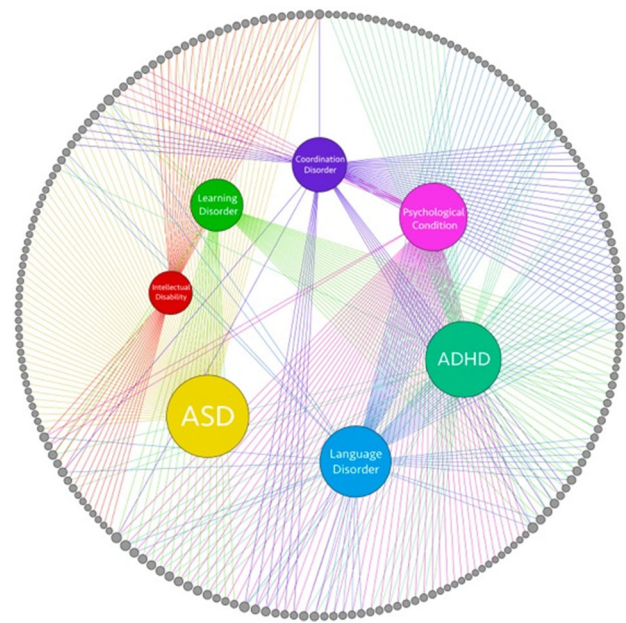 Coordination
Disorder
Learning
Disorder
Psychological
Condition
Intellectual
Disability
ADHD
ASD
Language
Disorder